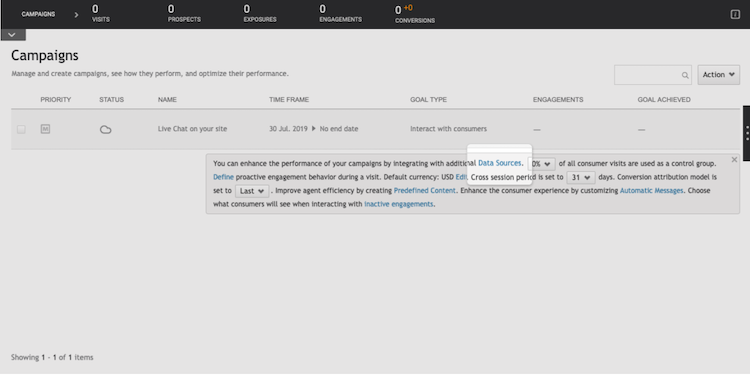 CAMPAIGNS
0
VISITS
0
PROSPECTS
0
EXPOSURES
0
ENGAGEMENTS
0 +0
CONVERSIONS
Campaigns
Manage and create campaigns, see how they perform, and optimize their performance.
Action
PRIORITY STATUS NAME TIME FRAME GOAL TYPE ENGAGEMENTS GOAL ACHIEVED
M Live Chat on your site 30 Jul. 2019 No end date Interact with consumers — —
You can enhance the performance of your campaigns by integrating with additional Data Sources. 0% of all consumer visits are used as a control group.
Define proactive engagement behavior during a visit. Default currency: USD Edit. Cross session period is set to 31 days. Conversion attribution model is
set to Last. Improve agent efficiency by creating Predefined Content. Enhance the consumer experience by customizing Automatic Messages. Choose
what consumers will see when interacting with inactive engagements.
Showing 1 - 1 of 1 items